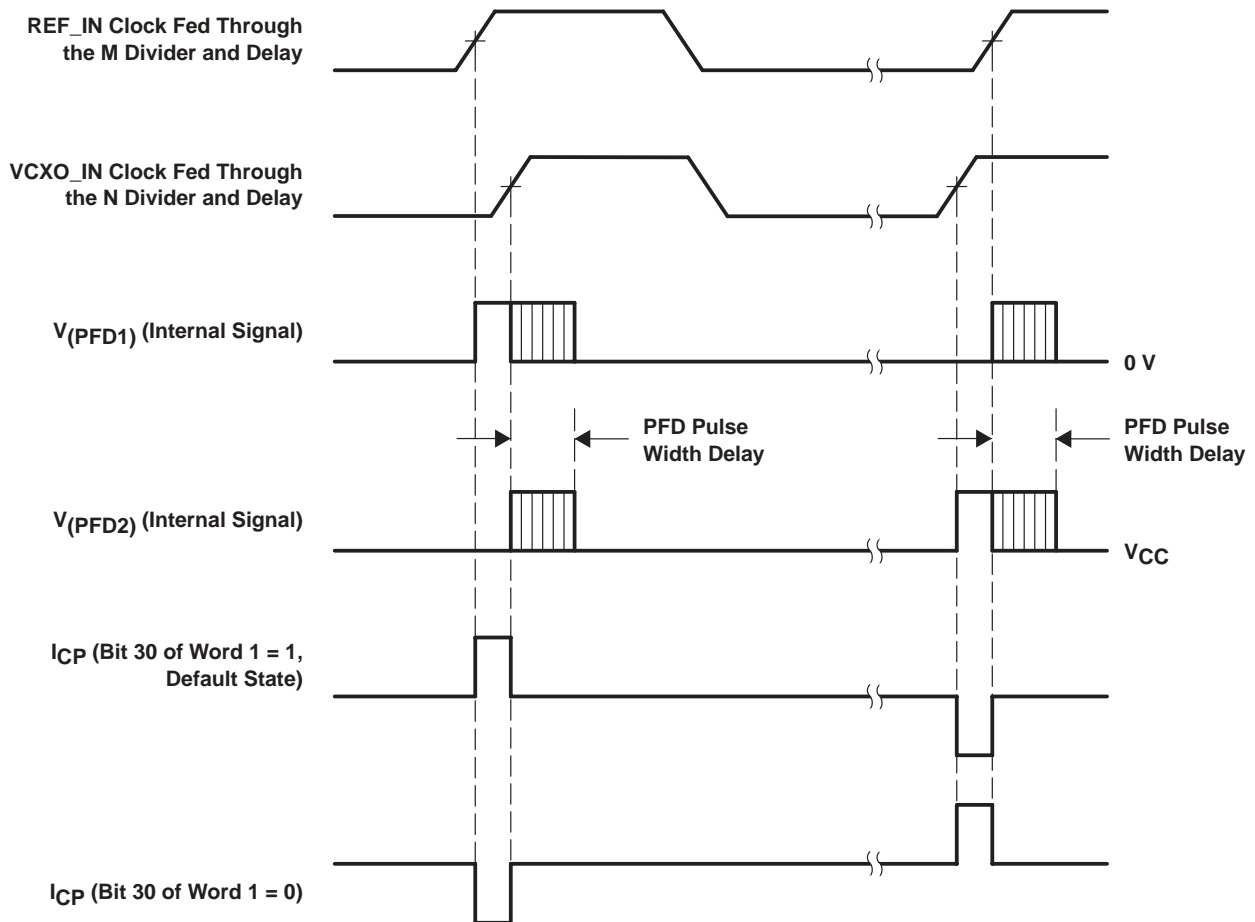 REF_IN Clock Fed Through
the M Divider and Delay
VCXO_IN Clock Fed Through
the N Divider and Delay
V(PFD1) (Internal Signal)
0 V
PFD Pulse
Width Delay
PFD Pulse
Width Delay
V(PFD2) (Internal Signal)
VCC
ICP (Bit 30 of Word 1 = 1,
Default State)
ICP (Bit 30 of Word 1 = 0)